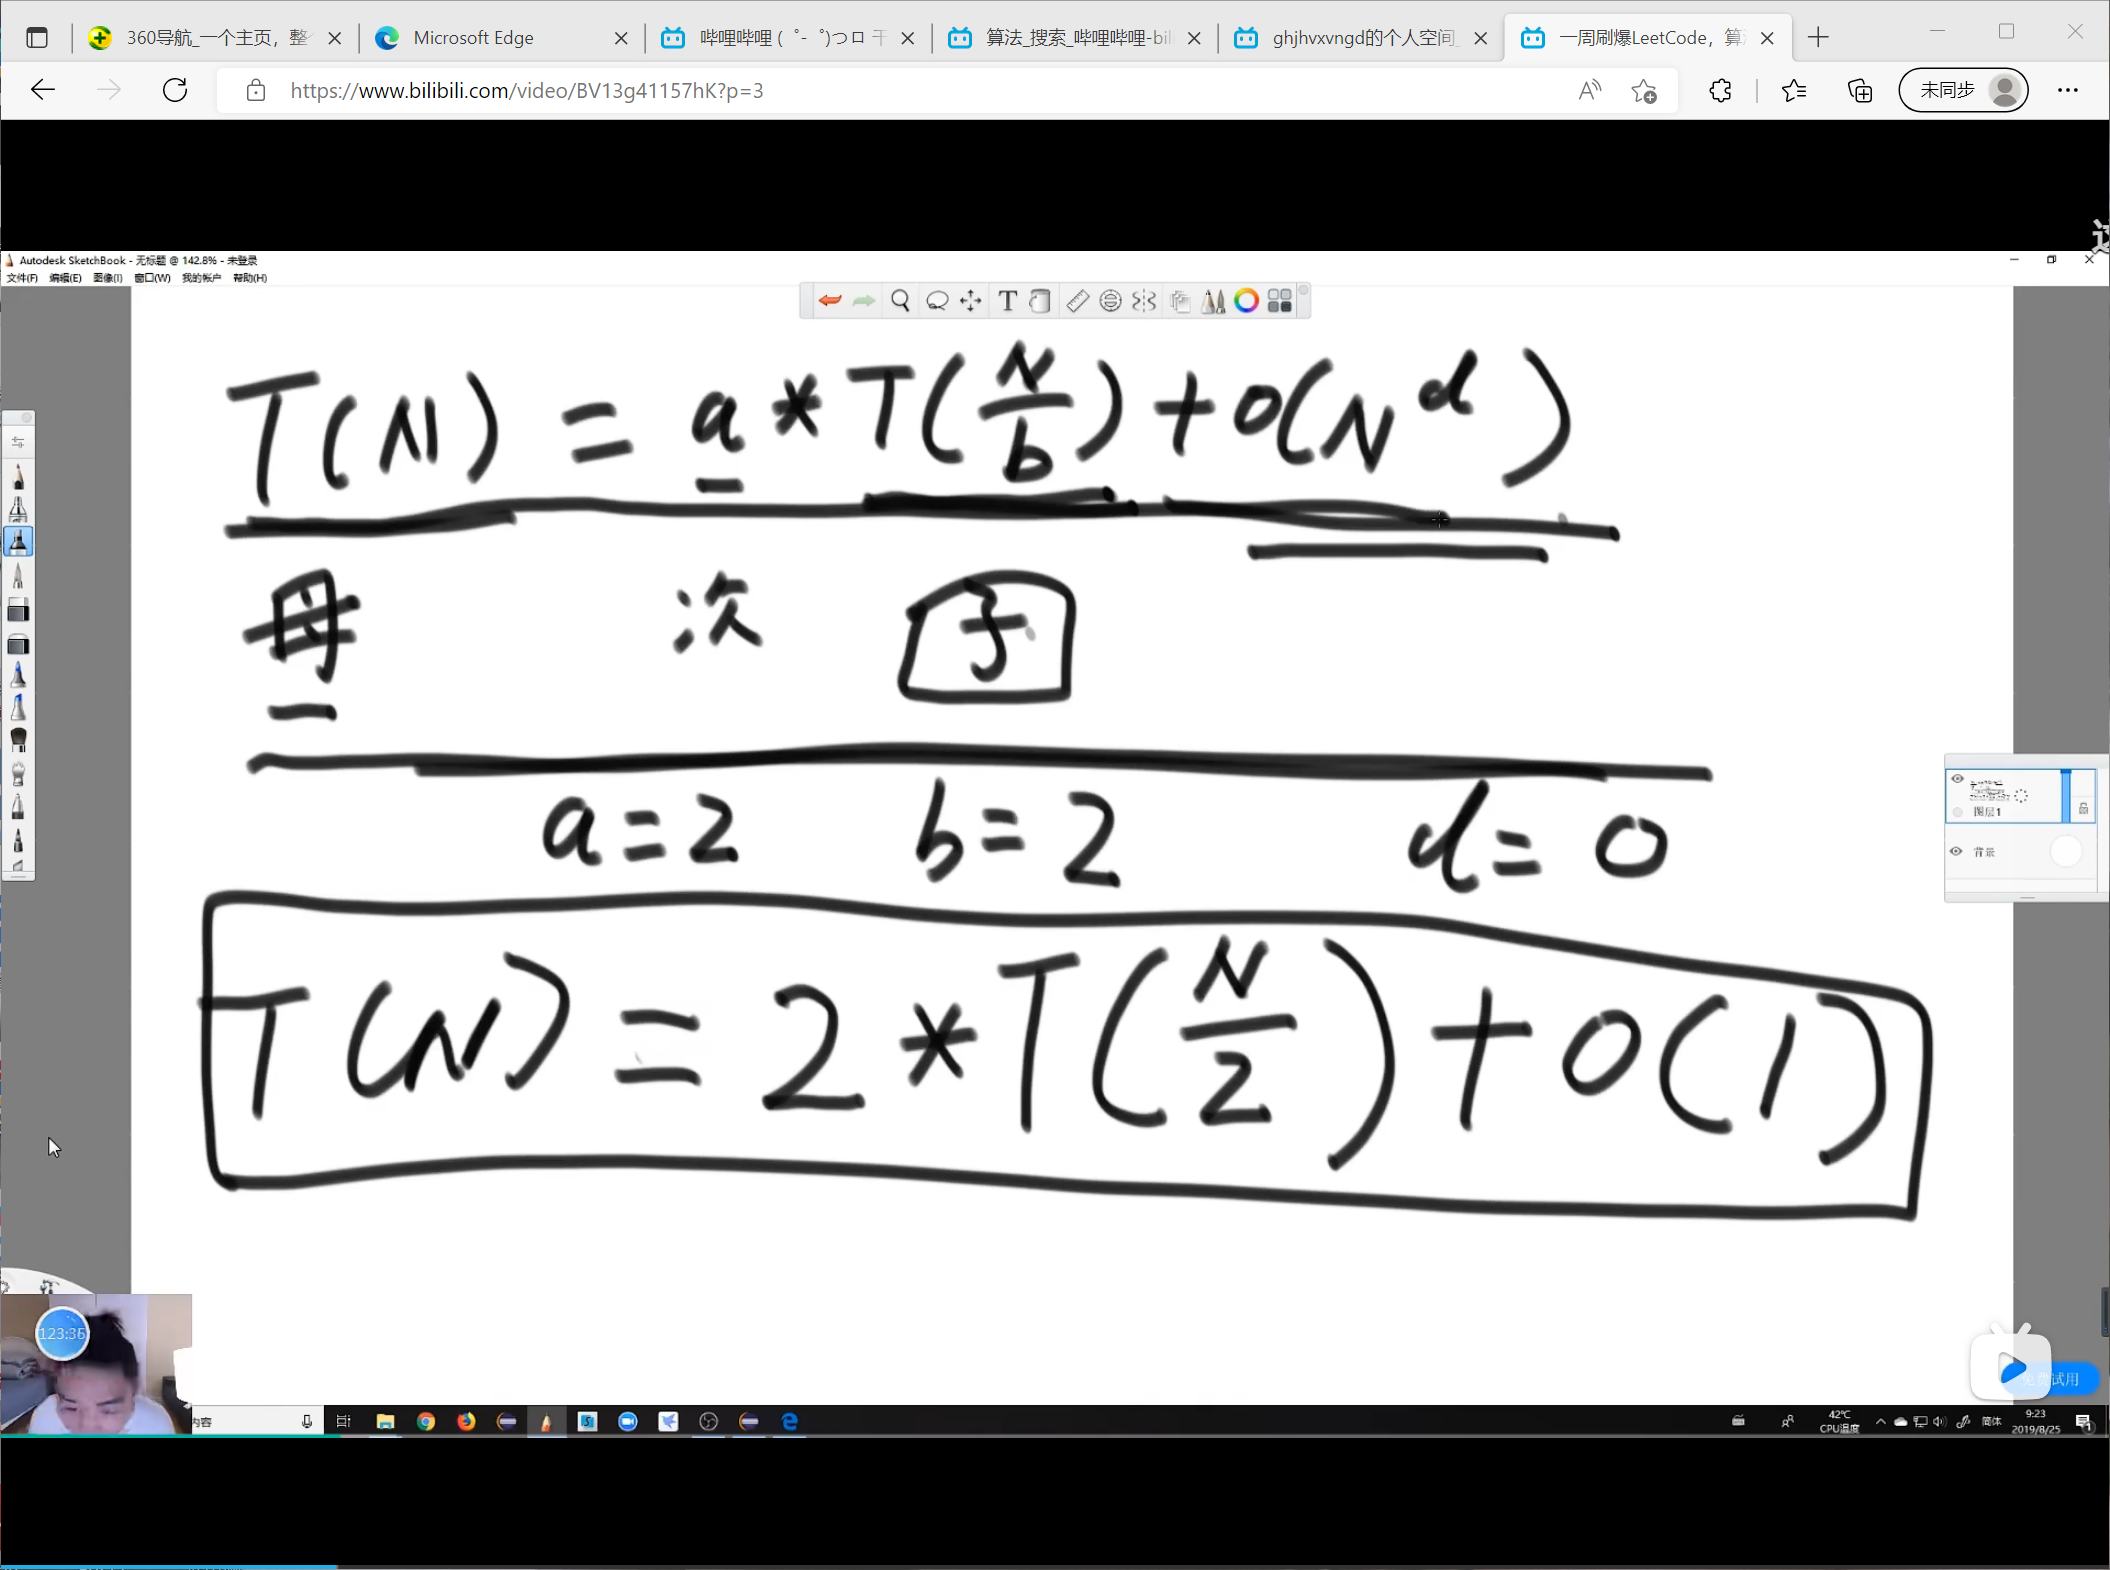 360导航_一个主页，整
Microsoft Edge
哔哩哔哩 (゜-゜)つロ 干
算法_搜索_哔哩哔哩-bil
ghjhvxvngd的个人空间_
一周刷爆LeetCode，算
https://www.bilibili.com/video/BV13g41157hK?p=3
未同步
Autodesk SketchBook - 无标题 @ 142.8% - 未登录
文件(F) 编辑(E) 图像(I) 窗口(W) 我的帐户 帮助(H)
T(N) = a * T(N/b) + O(N^d)
母 次 子
a=2 b=2 d=0
T(N) = 2 * T(N/2) + O(1)
图层1
背景
123:36
试用
内容
42℃
CPU温度
简体
9:23
2019/8/25